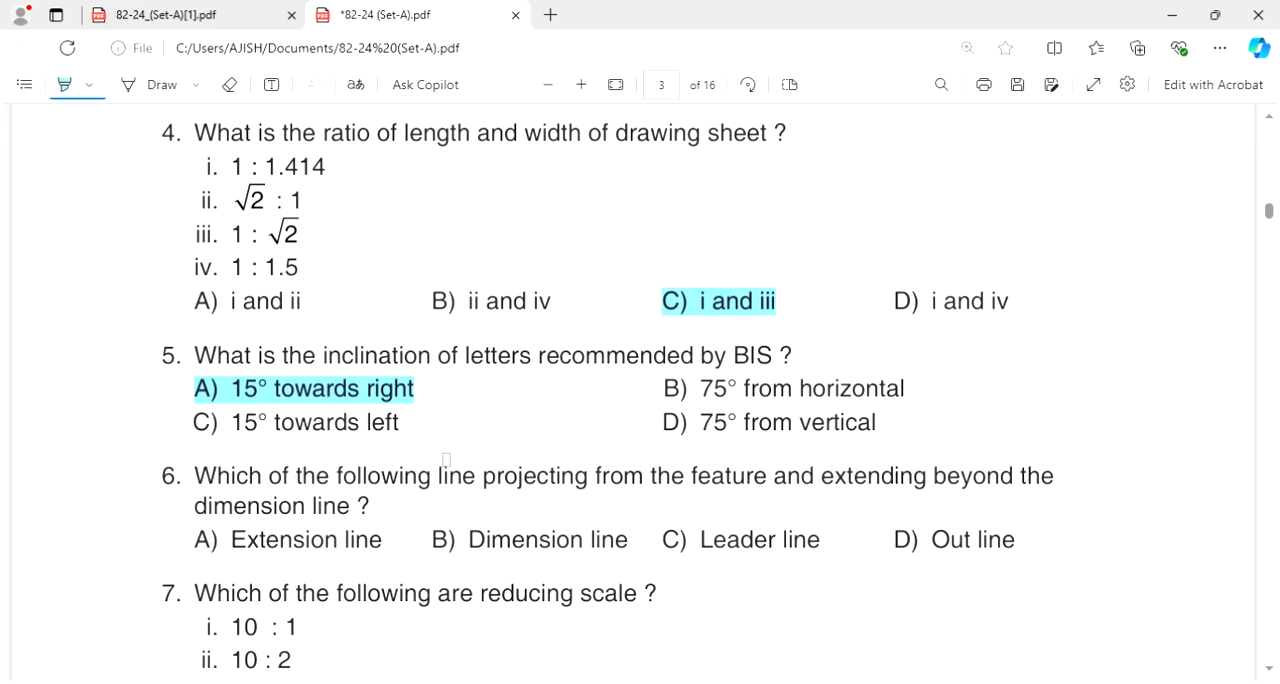 82-24_(Set-A)[1].pdf
*82-24 (Set-A).pdf
File C:/Users/AJISH/Documents/82-24%20(Set-A).pdf
Draw aあ Ask Copilot 3 of 16 Edit with Acrobat
4. What is the ratio of length and width of drawing sheet ?
i. 1 : 1.414
ii. √2 : 1
iii. 1 : √2
iv. 1 : 1.5
A) i and ii B) ii and iv C) i and iii D) i and iv
5. What is the inclination of letters recommended by BIS ?
A) 15° towards right B) 75° from horizontal
C) 15° towards left D) 75° from vertical
6. Which of the following line projecting from the feature and extending beyond the
dimension line ?
A) Extension line B) Dimension line C) Leader line D) Out line
7. Which of the following are reducing scale ?
i. 10 : 1
ii. 10 : 2